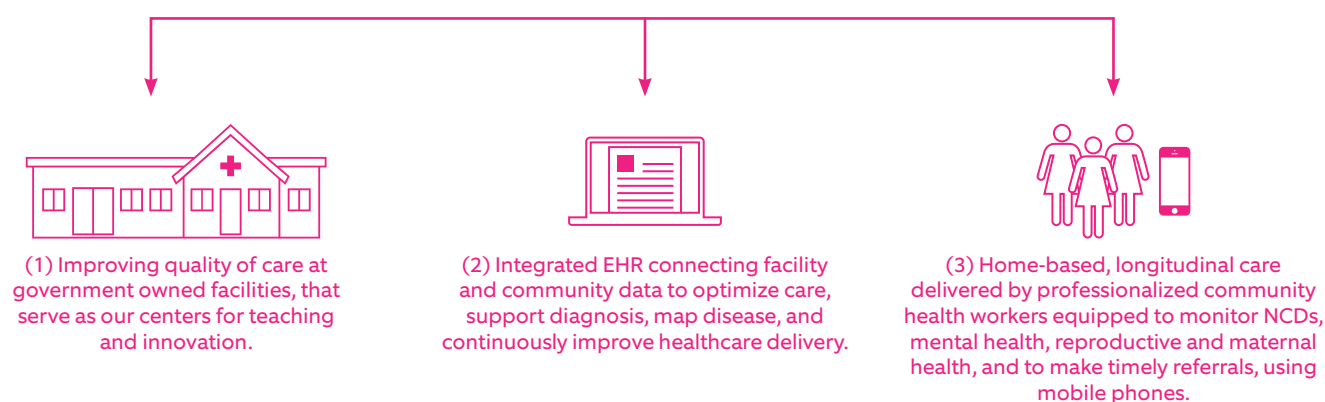 (1) Improving quality of care at
government owned facilities, that
serve as our centers for teaching
and innovation.
(2) Integrated EHR connecting facility
and community data to optimize care,
support diagnosis, map disease, and
continuously improve healthcare delivery.
(3) Home-based, longitudinal care
delivered by professionalized community
health workers equipped to monitor NCDs,
mental health, reproductive and maternal
health, and to make timely referrals, using
mobile phones.